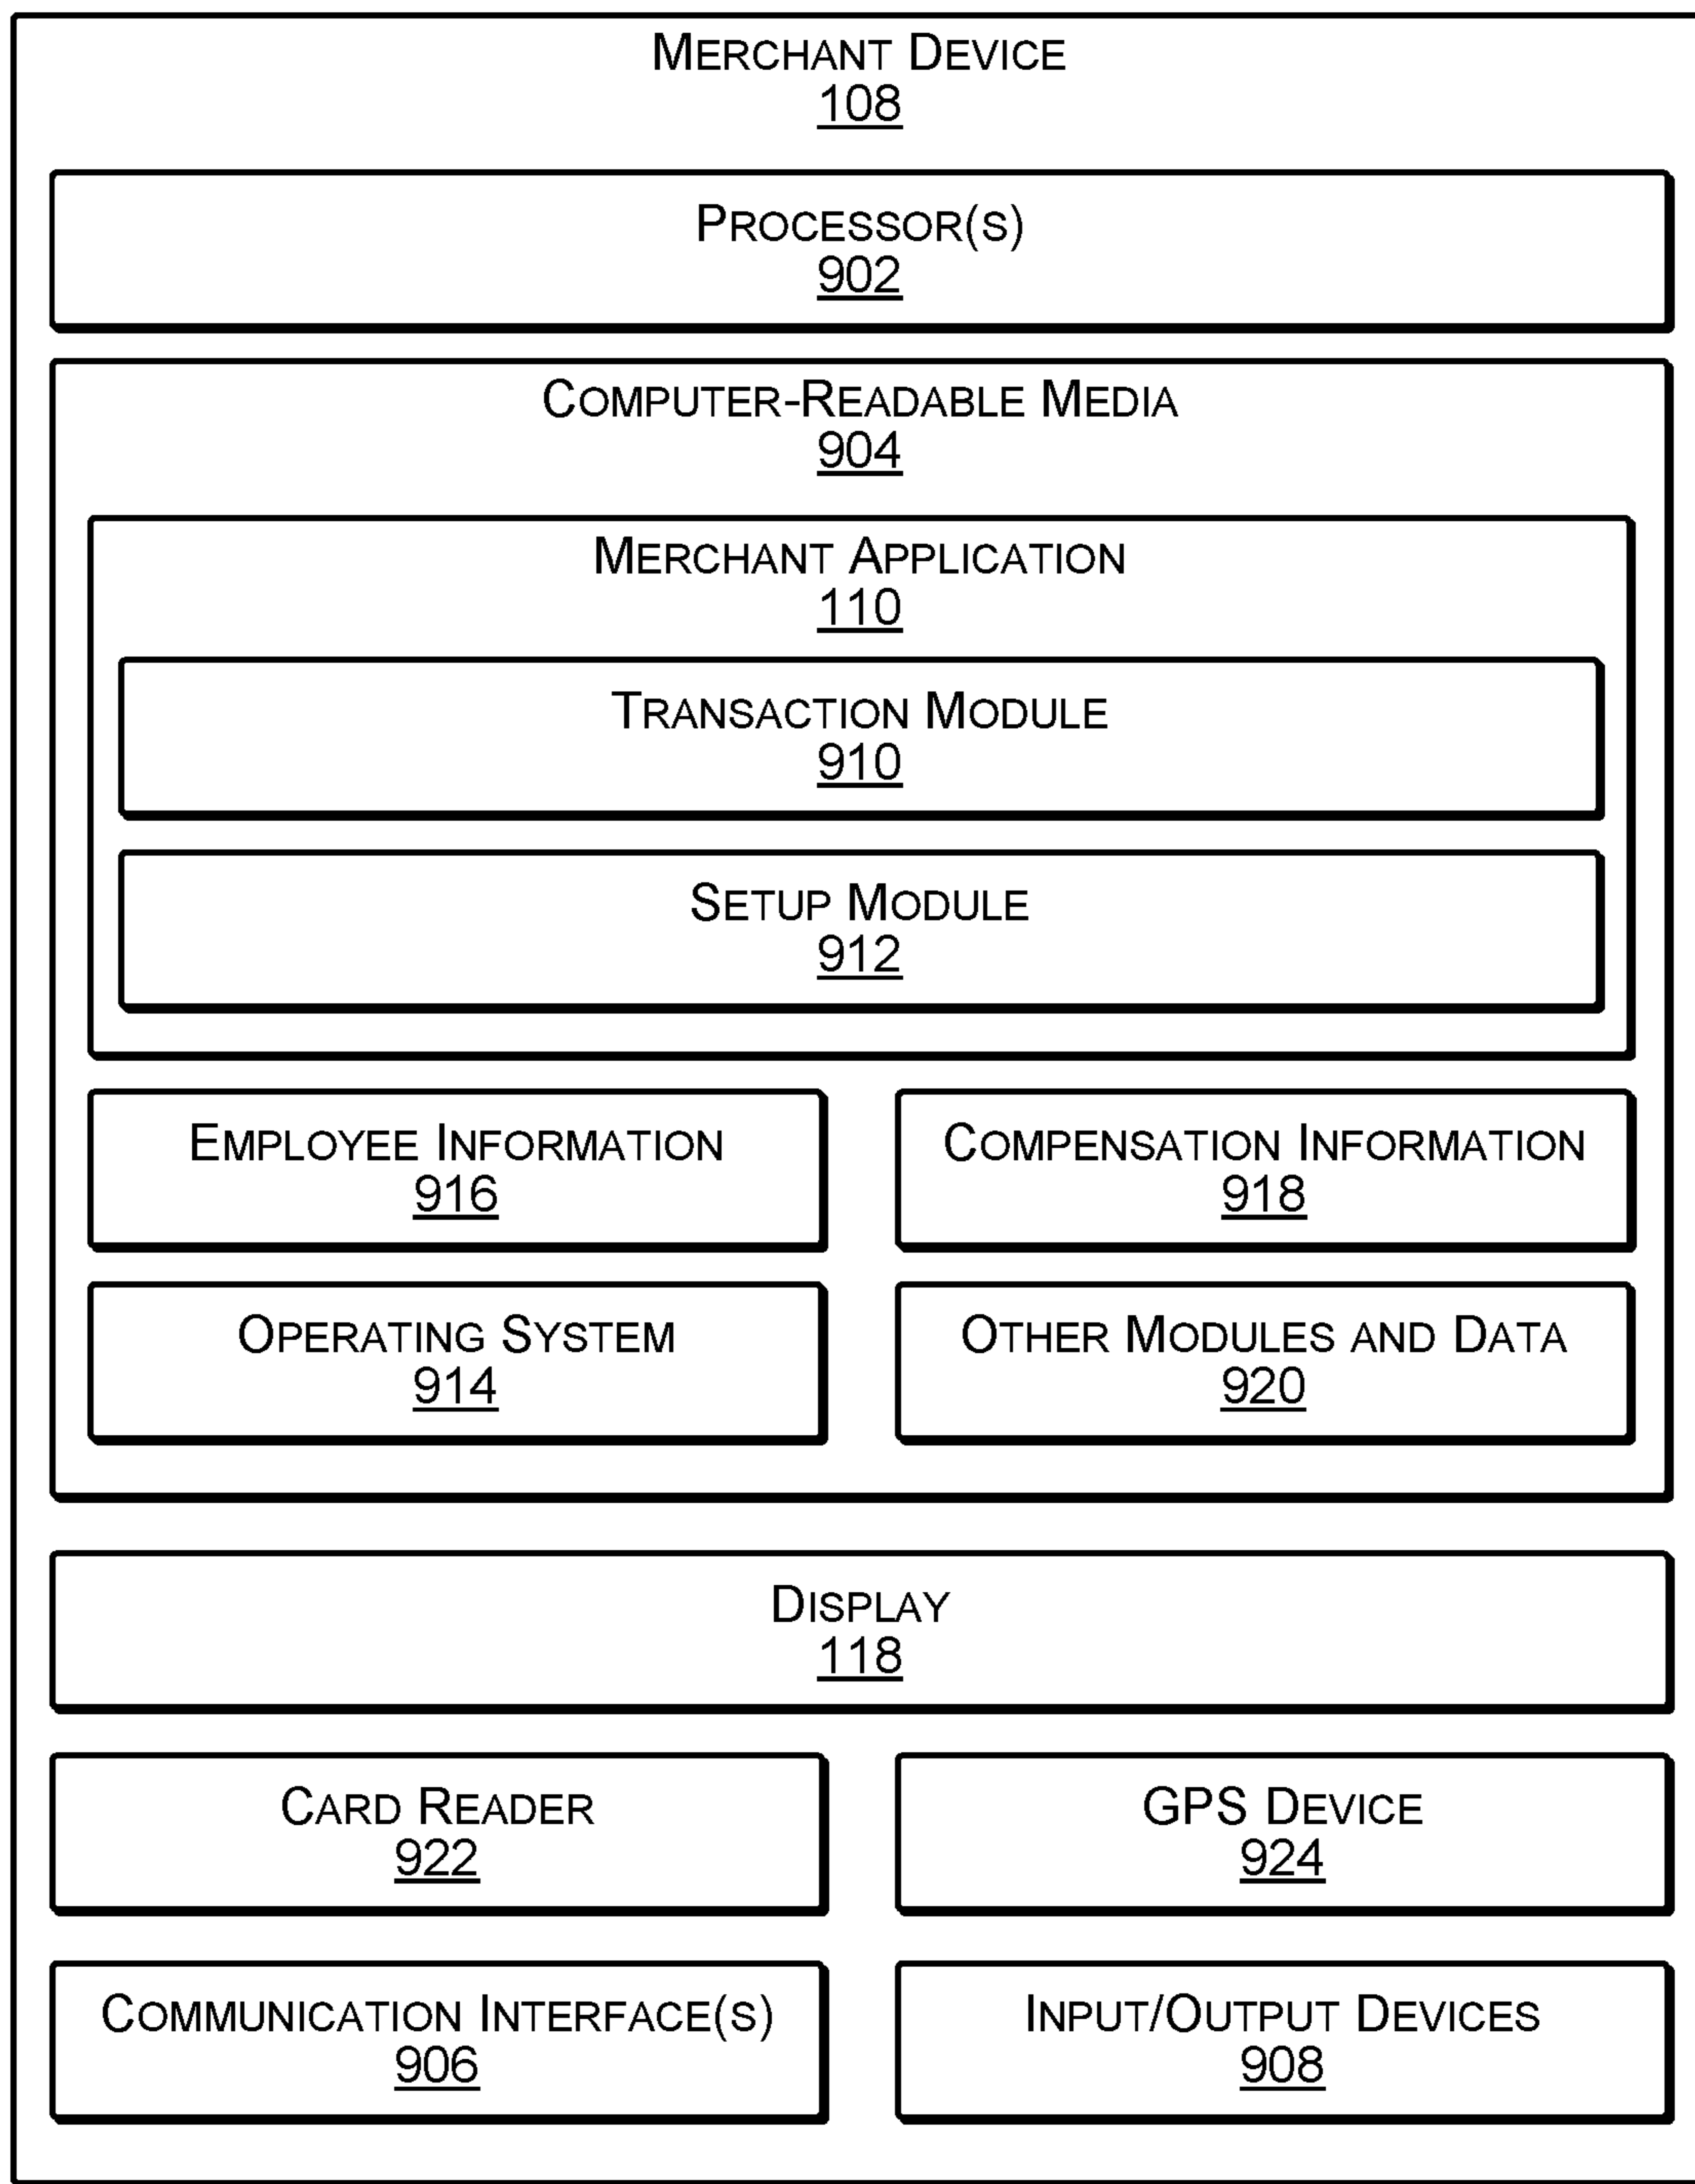 MERCHANT DEVICE
108
PROCESSOR(S)
902
COMPUTER-READABLE MEDIA
904
MERCHANT APPLICATION
110
TRANSACTION MODULE
910
SETUP MODULE
912
EMPLOYEE INFORMATION
916
COMPENSATION INFORMATION
918
OPERATING SYSTEM
914
OTHER MODULES AND DATA
920
DISPLAY
118
CARD READER
922
GPS DEVICE
924
COMMUNICATION INTERFACE(S)
906
INPUT/OUTPUT DEVICES
908